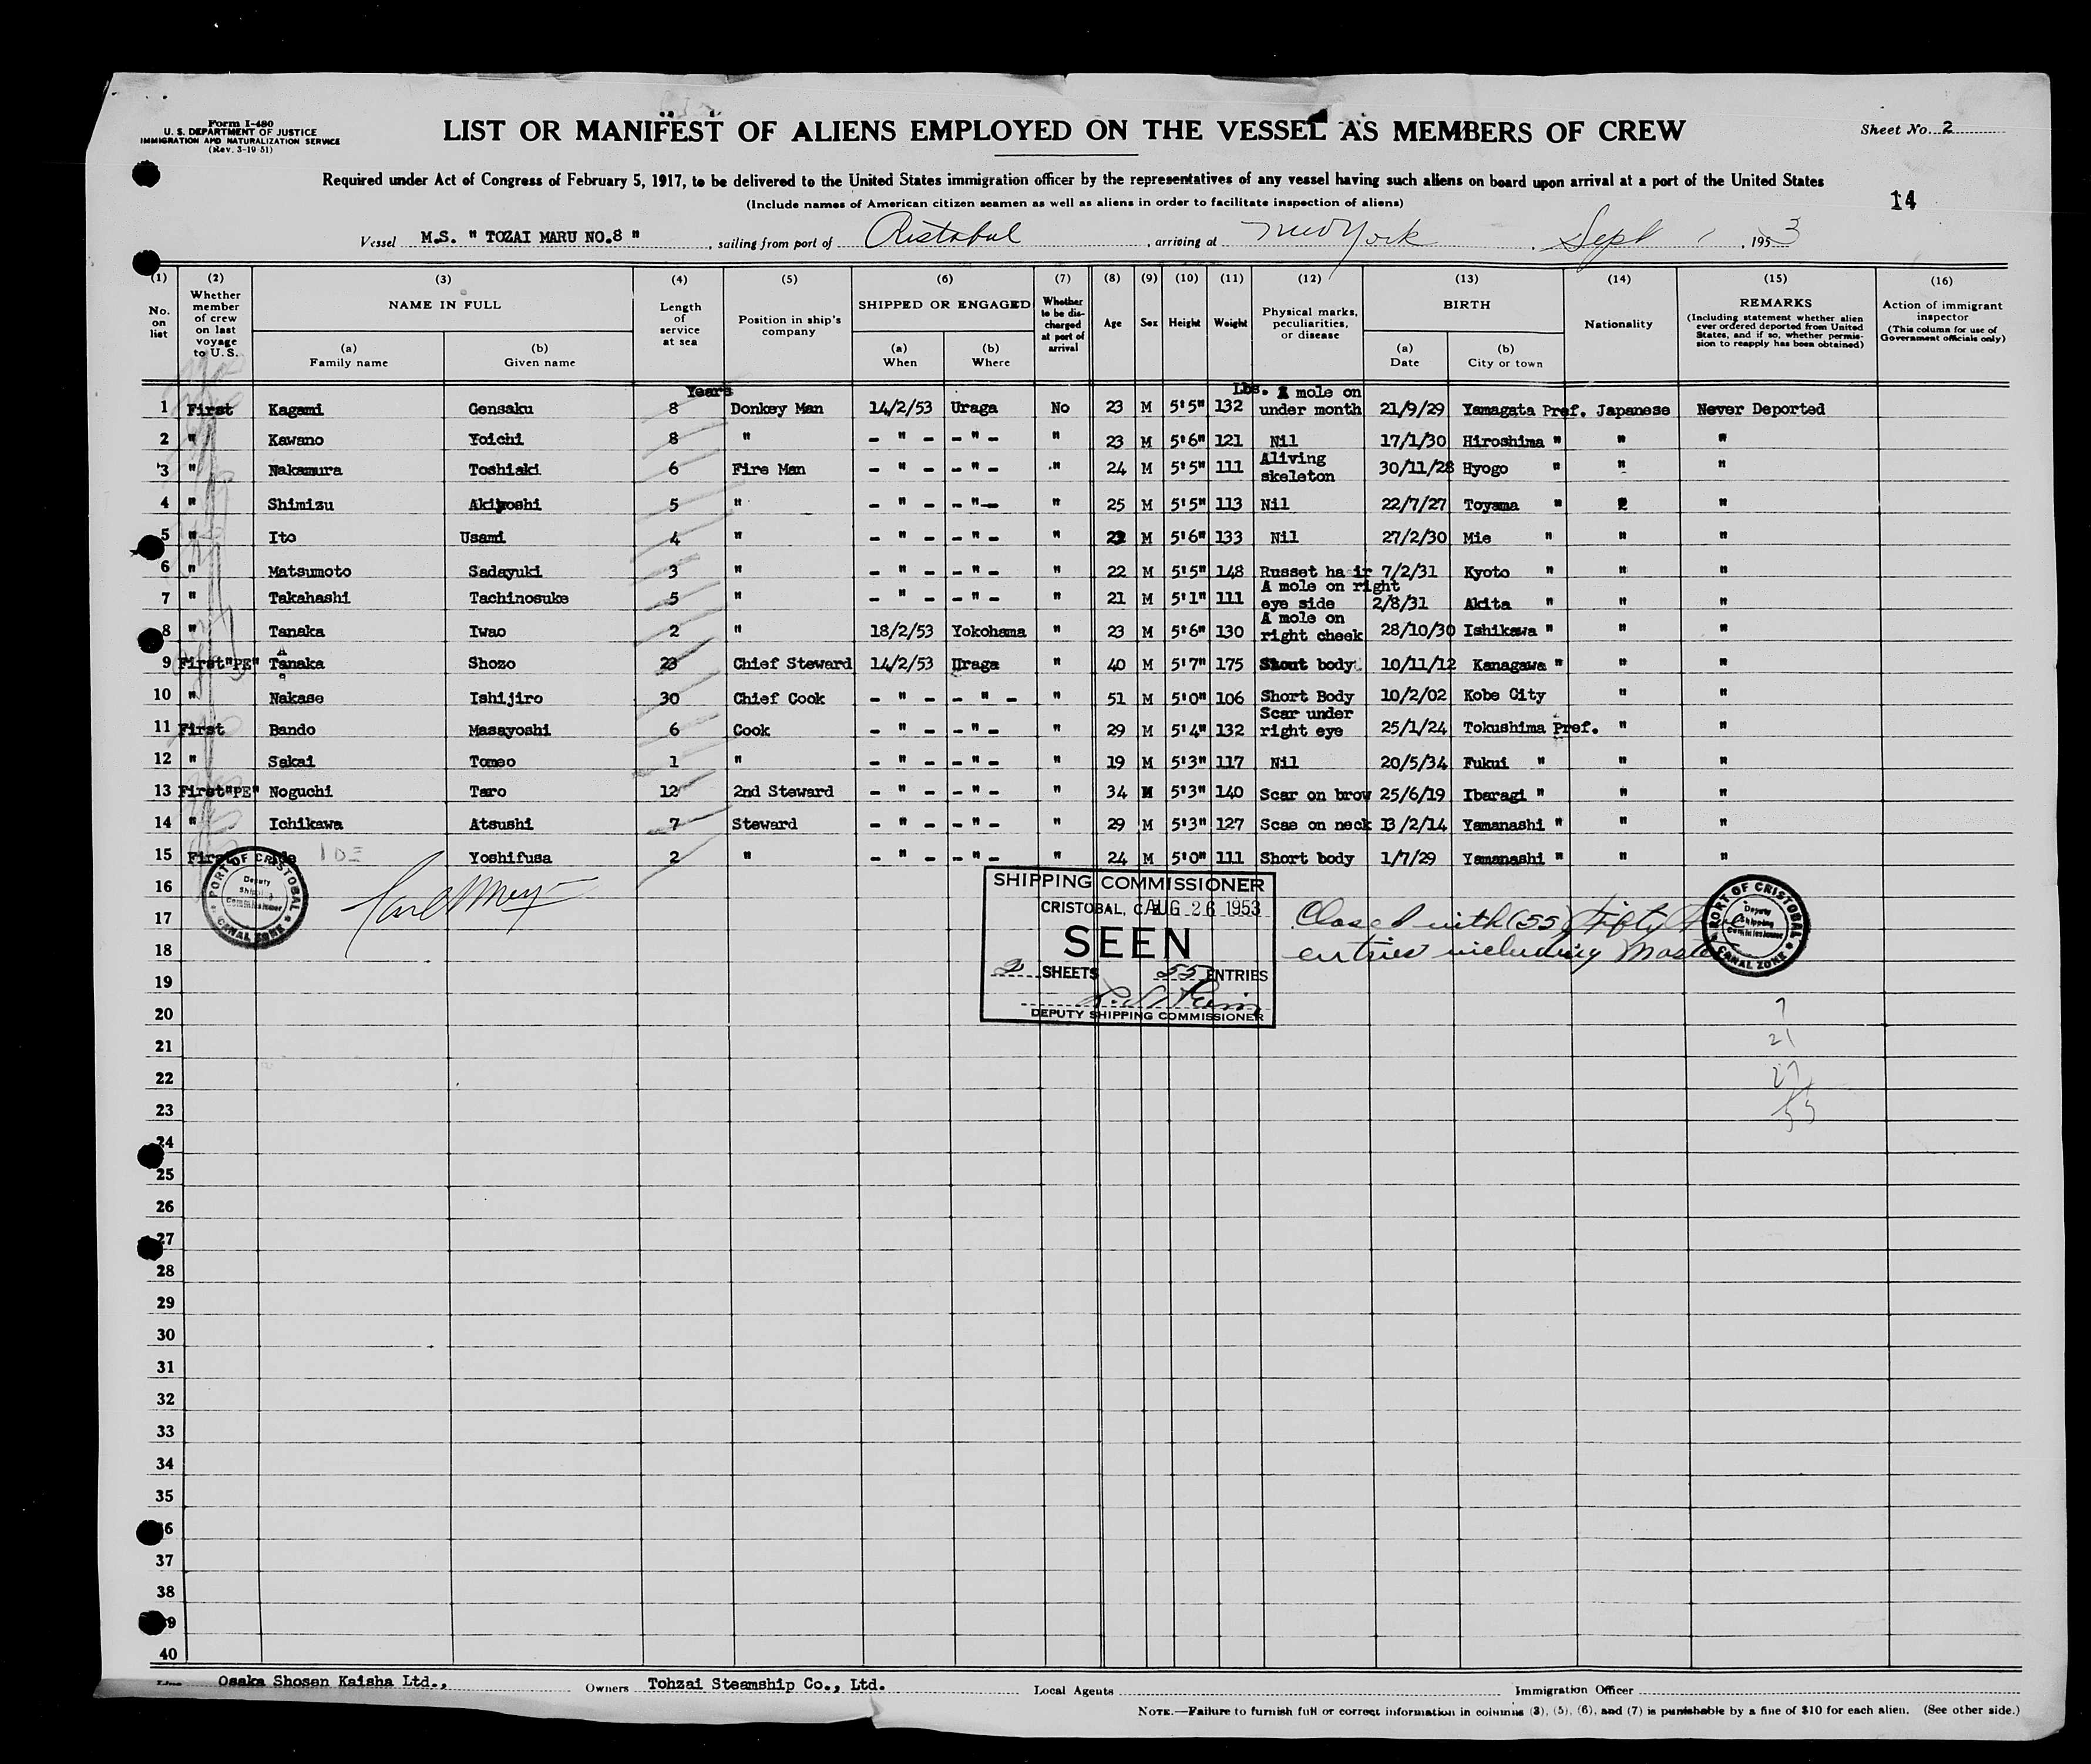 Form I-480
U. S. DEPARTMENT OF JUSTICE
IMMIGRATION AND NATURALIZATION SERVICE
(Rev. 3-19-51)
LIST OR MANIFEST OF ALIENS EMPLOYED ON THE VESSEL AS MEMBERS OF CREW
Sheet No. 2
Required under Act of Congress of February 5, 1917, to be delivered to the United States immigration officer by the representatives of any vessel having such aliens on board upon arrival at a port of the United States
(Include names of American citizen seamen as well as aliens in order to facilitate inspection of aliens)
14
Vessel M.S. " TOZAI MARU NO.8 " , sailing from port of Cristobal , arriving at New York , Sept , 1953
(1) (2) (3) (4) (5) (6) (7) (8) (9) (10) (11) (12) (13) (14) (15) (16)
No. on list
Whether member of crew on last voyage to U.S.
NAME IN FULL
(a) Family name
(b) Given name
Length of service at sea
Position in ship's company
SHIPPED OR ENGAGED
(a) When
(b) Where
Whether to be discharged at port of arrival
Age
Sex
Height
Weight
Physical marks, peculiarities, or disease
BIRTH
(a) Date
(b) City or town
Nationality
REMARKS
(Including statement whether alien ever ordered deported from United States, and if so, whether permission to reapply has been obtained)
Action of immigrant inspector
(This column for use of Government officials only)
Years Lbs.
1 First Kagami Gensaku 8 Donkey Man 14/2/53 Uraga No 23 M 5'5" 132 A mole on under month 21/9/29 Yamagata Pref. Japanese Never Deported
2 " Kawano Yoichi 8 " - " - - " - " 23 M 5'6" 121 Nil 17/1/30 Hiroshima " " "
3 " Nakamura Toshiaki 6 Fire Man - " - - " - " 24 M 5'5" 111 Aliving skeleton 30/11/28 Hyogo " " "
4 " Shimizu Akiyoshi 5 " - " - - " - " 25 M 5'5" 113 Nil 22/7/27 Toyama " " "
5 " Ito Usami 4 " - " - - " - " M 5'6" 133 Nil 27/2/30 Mie " " "
6 " Matsumoto Sadayuki 3 " - " - - " - " 22 M 5'5" 148 Russet hair 7/2/31 Kyoto " " "
7 " Takahashi Tachinosuke 5 " - " - - " - " 21 M 5'1" 111 A mole on right eye side 2/8/31 Akita " " "
8 " Tanaka Iwao 2 " 18/2/53 Yokohama " 23 M 5'6" 130 A mole on right cheek 28/10/30 Ishikawa " " "
9 First"PE" Tanaka Shozo 23 Chief Steward 14/2/53 Uraga " 40 M 5'7" 175 Stout body 10/11/12 Kanagawa " " "
10 " Nakase Ishijiro 30 Chief Cook - " - - " - " 51 M 5'0" 106 Short Body 10/2/02 Kobe City " "
11 First Bando Masayoshi 6 Cook - " - - " - " 29 M 5'4" 132 Scar under right eye 25/1/24 Tokushima Pref. " "
12 " Sakai Tomeo 1 " - " - - " - " 19 M 5'3" 117 Nil 20/5/34 Fukui " " "
13 First"PE" Noguchi Taro 12 2nd Steward - " - - " - " 34 M 5'3" 140 Scar on brow 25/6/19 Ibaragi " " "
14 " Ichikawa Atsushi 7 Steward - " - - " - " 29 M 5'3" 127 Scae on neck 13/2/14 Yamanashi " " "
15 First IDE Yoshifusa 2 " - " - - " - " 24 M 5'0" 111 Short body 1/7/29 Yamanashi " " "
16
17
18
19
20
21
22
23
24
25
26
27
28
29
30
31
32
33
34
35
36
37
38
39
40
PORT OF CRISTOBAL
Deputy Shipping Commissioner
CANAL ZONE
SHIPPING COMMISSIONER
CRISTOBAL, C.Z. AUG 26 1953
SEEN
2 SHEETS 55 ENTRIES
DEPUTY SHIPPING COMMISSIONER
Closed with (55) Fifty
entries including Master
PORT OF CRISTOBAL
Deputy Shipping Commissioner
CANAL ZONE
7
21
27
55
Line Osaka Shosen Kaisha Ltd., Owners Tohzai Steamship Co., Ltd. Local Agents Immigration Officer
NOTE.—Failure to furnish full or correct information in columns (3), (5), (6), and (7) is punishable by a fine of $10 for each alien. (See other side.)